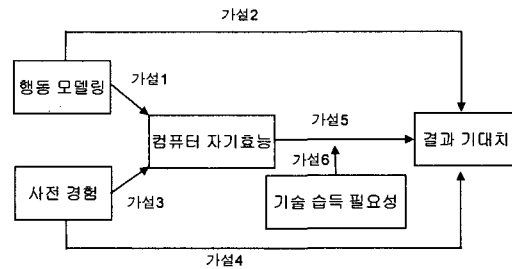 가설2
행동 모델링
가설1
가설5
컴퓨터 자기효능
결과 기대치
가설6
사전 경험
가설3
기술 습득 필요성
가설4